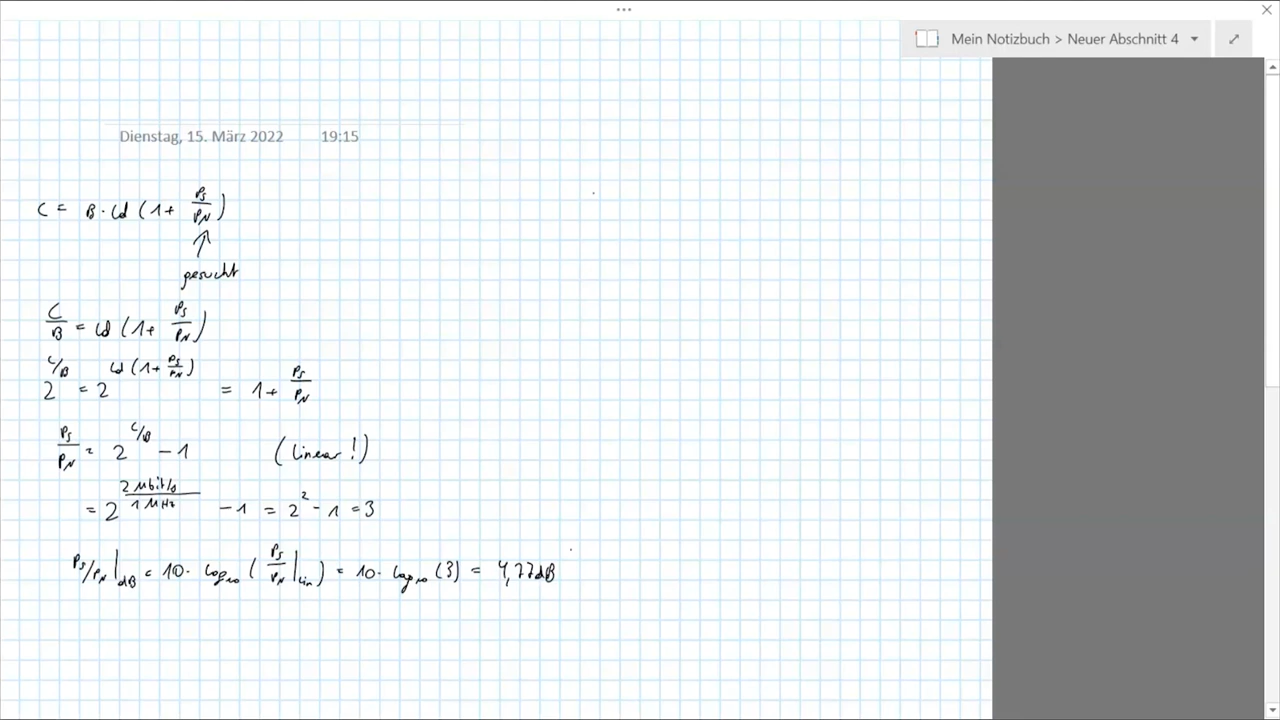 Mein Notizbuch > Neuer Abschnitt 4
Dienstag, 15. März 2022 19:15
C = B · ld (1 + Ps/PN)
gesucht
C/B = ld (1 + Ps/PN)
2^(C/B) = 2^(ld (1 + Ps/PN)) = 1 + Ps/PN
Ps/PN = 2^(C/B) − 1 (linear!)
= 2^(2 Mbit/s / 1 MHz) − 1 = 2² − 1 = 3
Ps/PN|dB = 10 · log₁₀ (Ps/PN|lin) = 10 · log₁₀ (3) = 4,77 dB